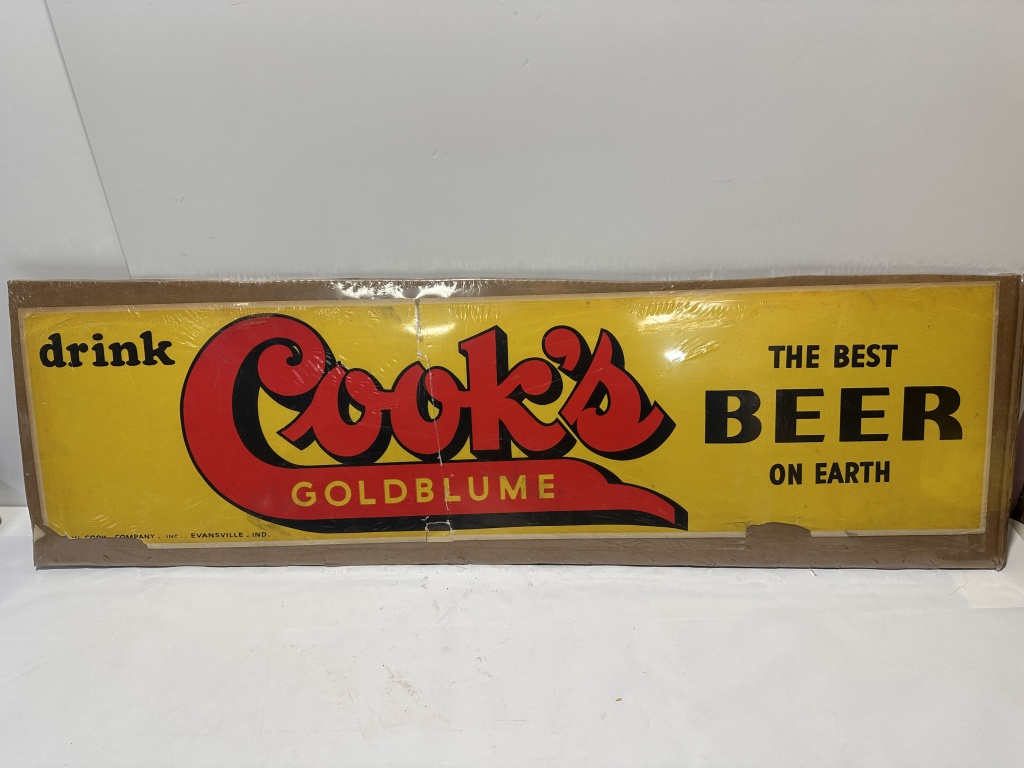 drink
Cook's
GOLDBLUME
THE BEST
BEER
ON EARTH
COOK COMPANY. INC., EVANSVILLE. IND.